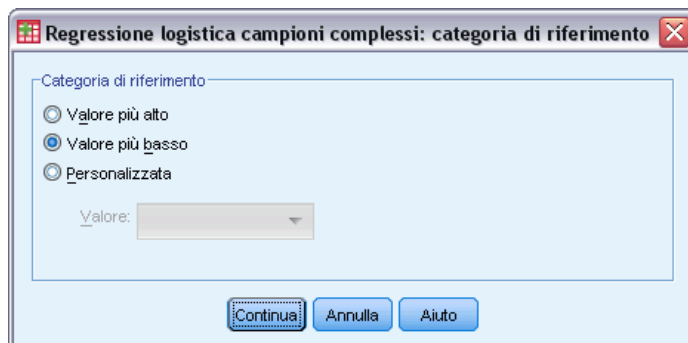 Regressione logistica campioni complessi: categoria di riferimento
Categoria di riferimento
Valore più alto
Valore più basso
Personalizzata
Valore:
Continua Annulla Aiuto